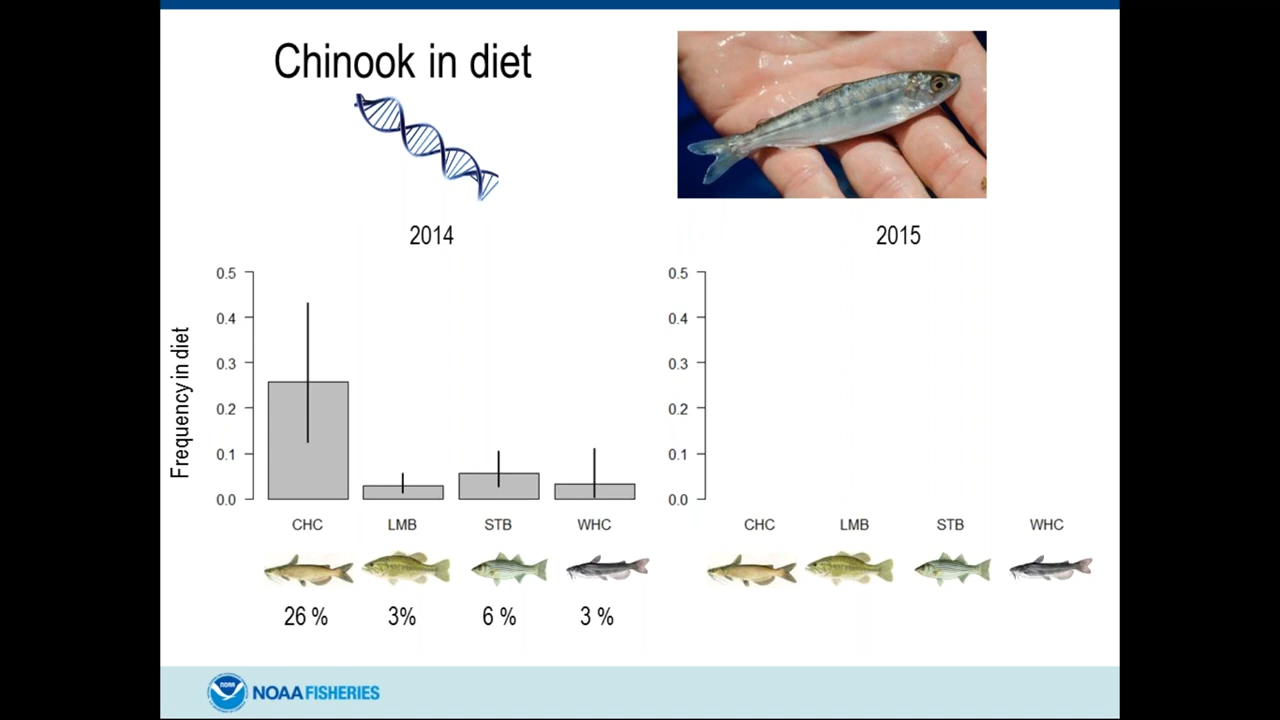 Chinook in diet
2014
2015
Frequency in diet
0.5
0.4
0.3
0.2
0.1
0.0
CHC LMB STB WHC
26 % 3% 6 % 3 %
0.5
0.4
0.3
0.2
0.1
0.0
CHC LMB STB WHC
NOAA
NOAA FISHERIES